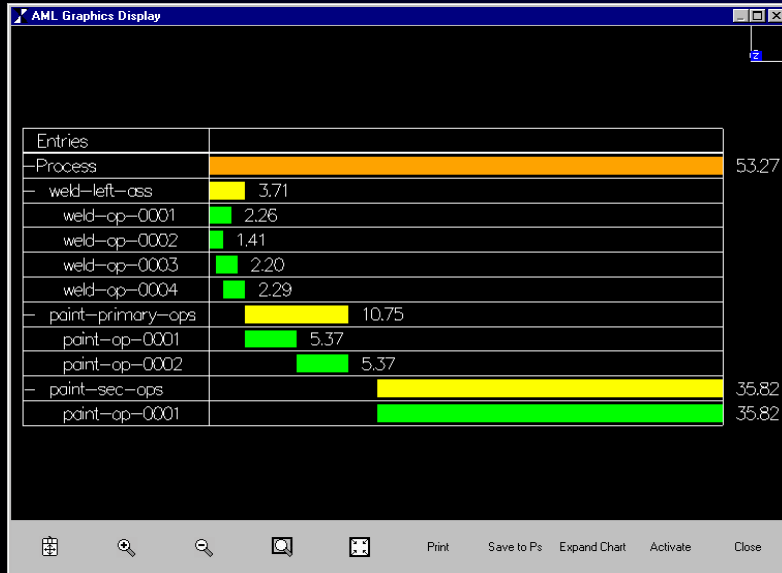 AML Graphics Display
z
Entries
Process 53.27
weld-left-ass 3.71
weld-op-0001 2.26
weld-op-0002 1.41
weld-op-0003 2.20
weld-op-0004 2.29
paint-primary-ops 10.75
paint-op-0001 5.37
paint-op-0002 5.37
paint-sec-ops 35.82
paint-op-0001 35.82
Print Save to Ps Expand Chart Activate Close